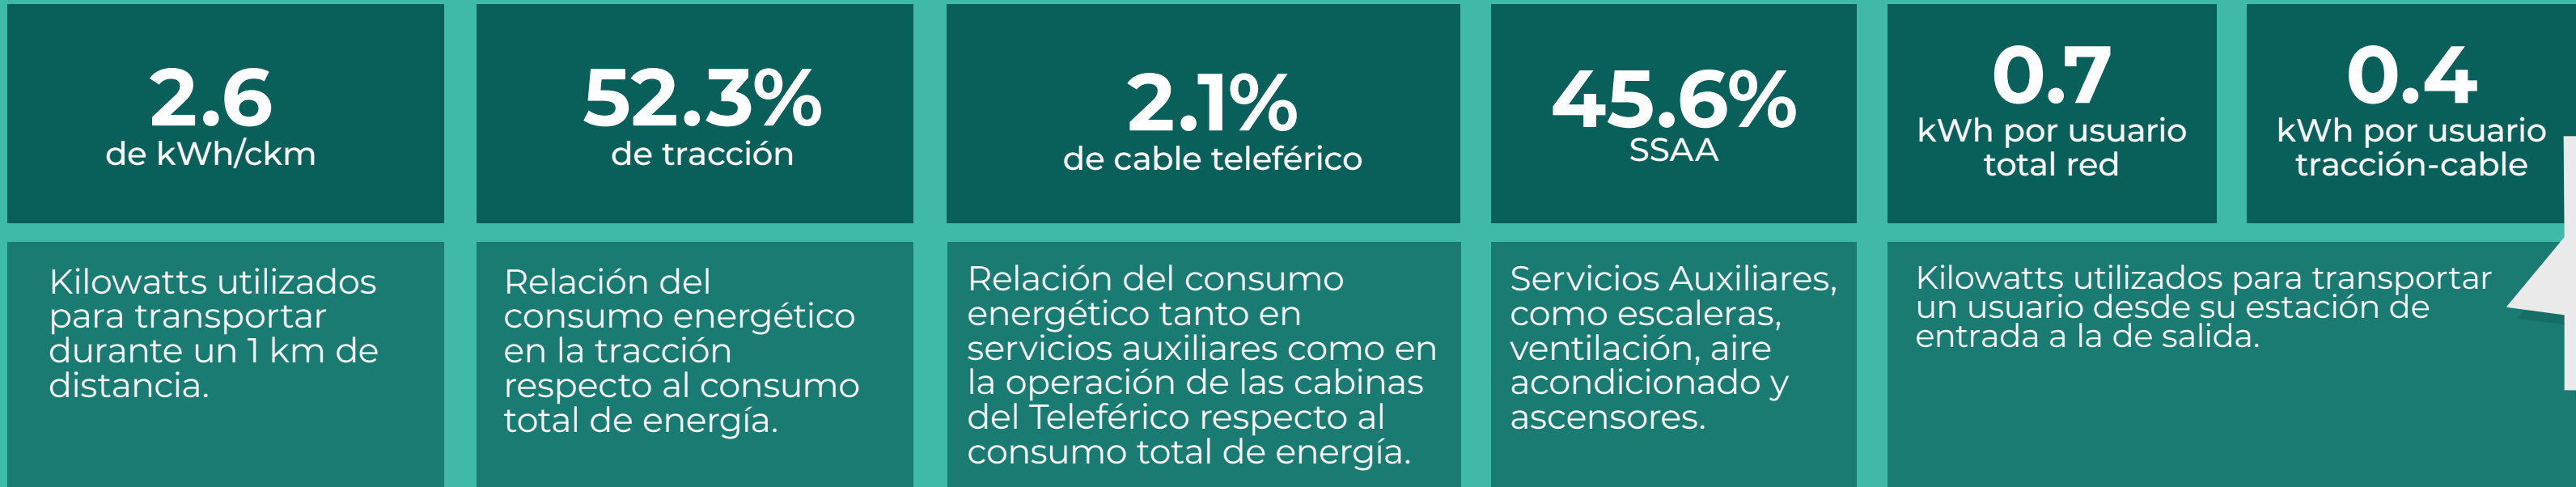 2.6
de kWh/ckm
Kilowatts utilizados
para transportar
durante un 1 km de
distancia.
52.3%
de tracción
Relación del
consumo energético
en la tracción
respecto al consumo
total de energía.
2.1%
de cable teleférico
Relación del consumo
energético tanto en
servicios auxiliares como en
la operación de las cabinas
del Teleférico respecto al
consumo total de energía.
45.6%
SSAA
Servicios Auxiliares,
como escaleras,
ventilación, aire
acondicionado y
ascensores.
0.7
kWh por usuario
total red
0.4
kWh por usuario
tracción-cable
Kilowatts utilizados para transportar
un usuario desde su estación de
entrada a la de salida.